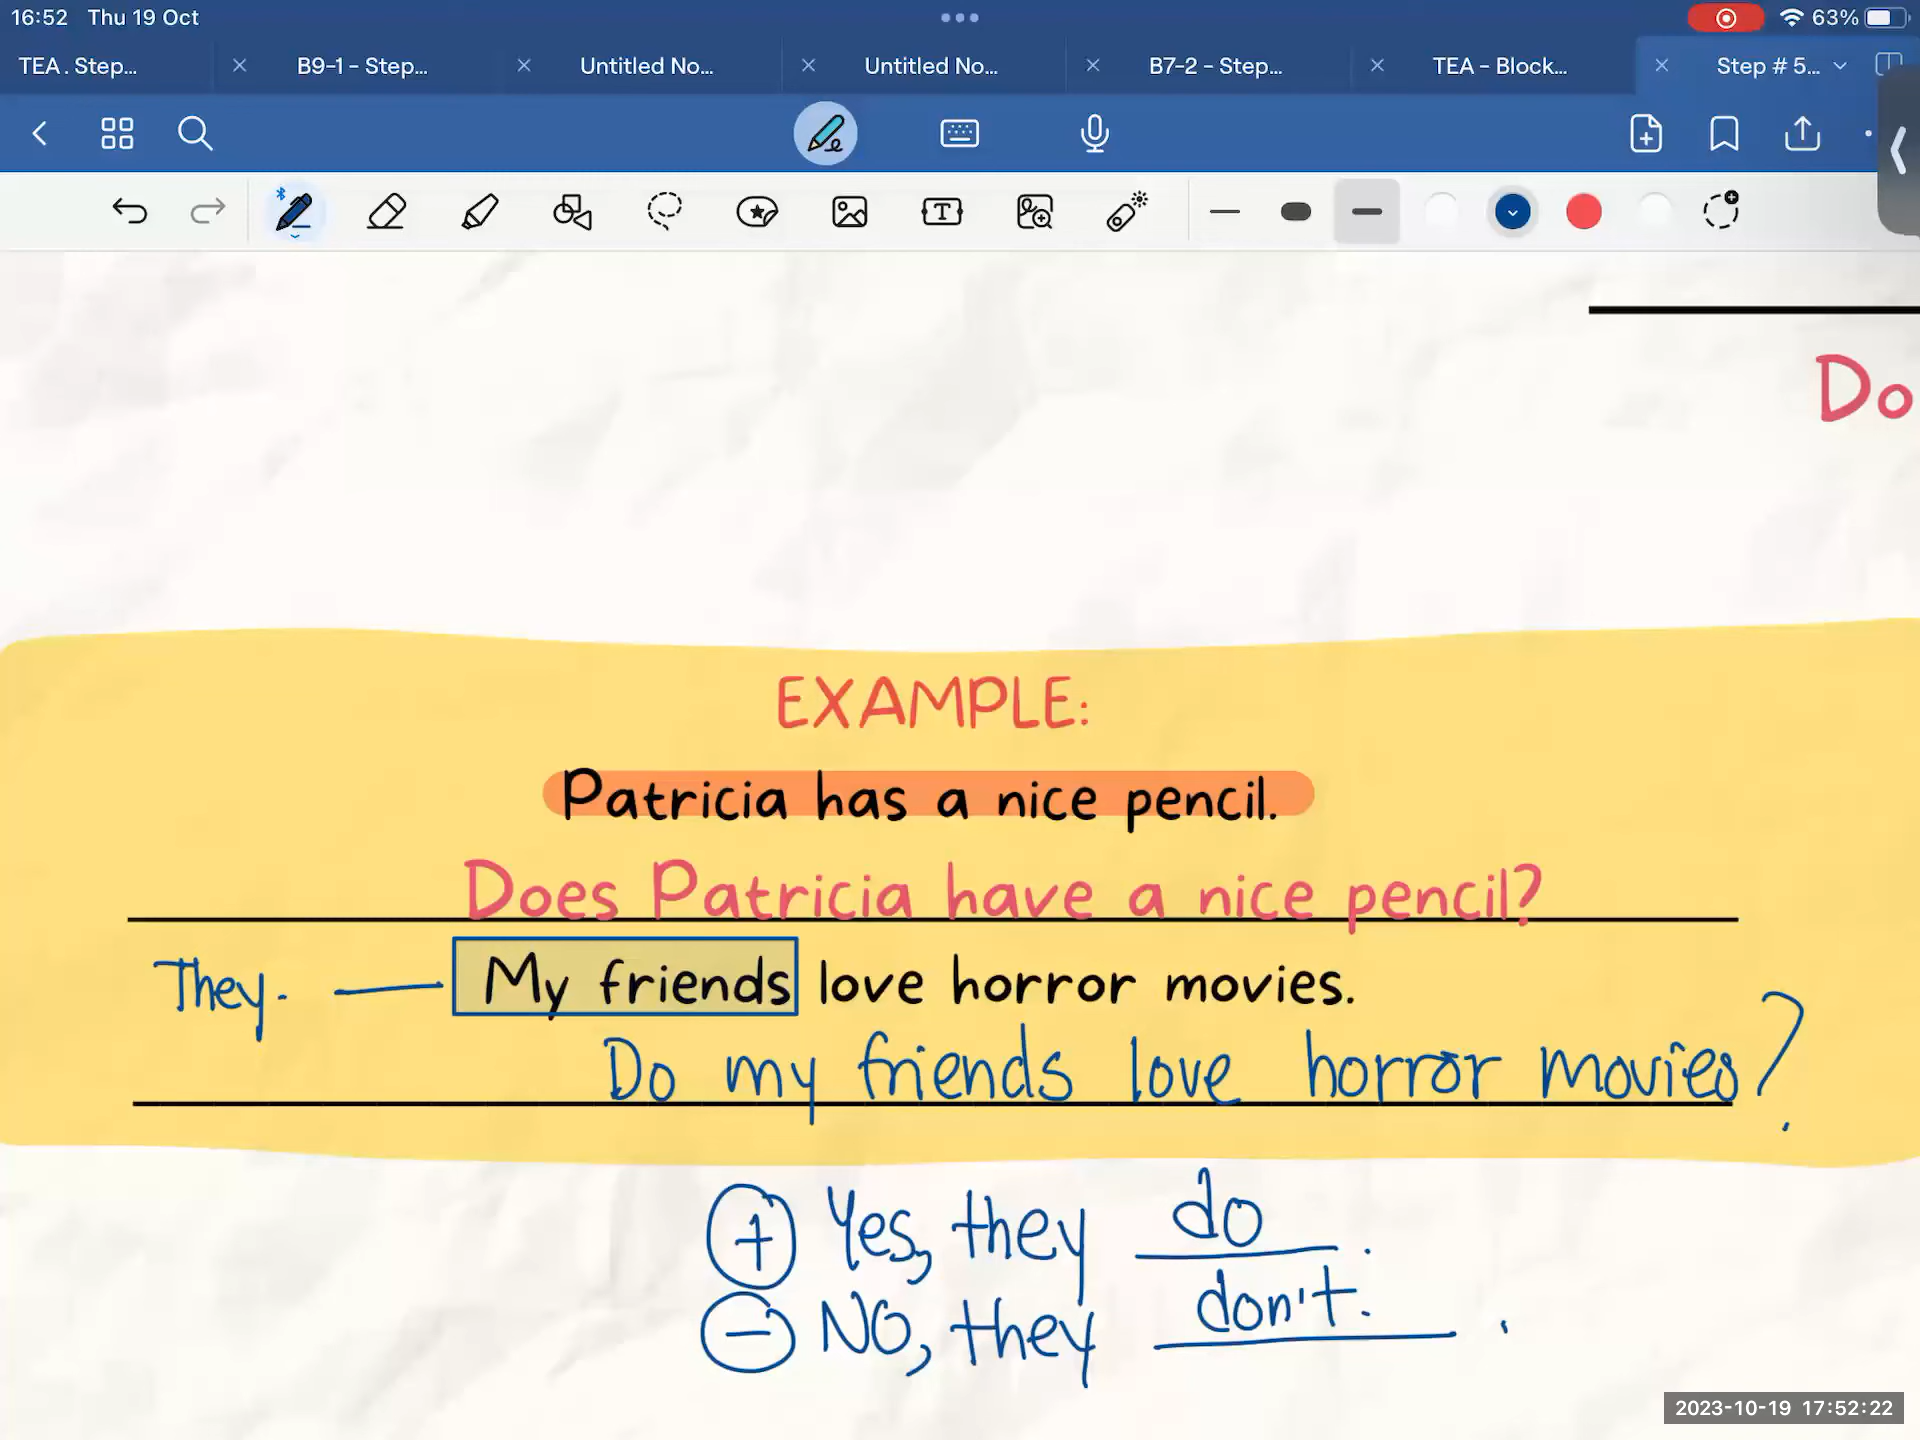 16:52 Thu 19 Oct 63%
TEA . Step... B9-1 - Step... Untitled No... Untitled No... B7-2 - Step... TEA - Block... Step # 5...
Do
EXAMPLE:
Patricia has a nice pencil.
Does Patricia have a nice pencil?
They. — My friends love horror movies.
Do my friends love horror movies?
+ Yes, they do.
- No, they don't.
2023-10-19 17:52:22